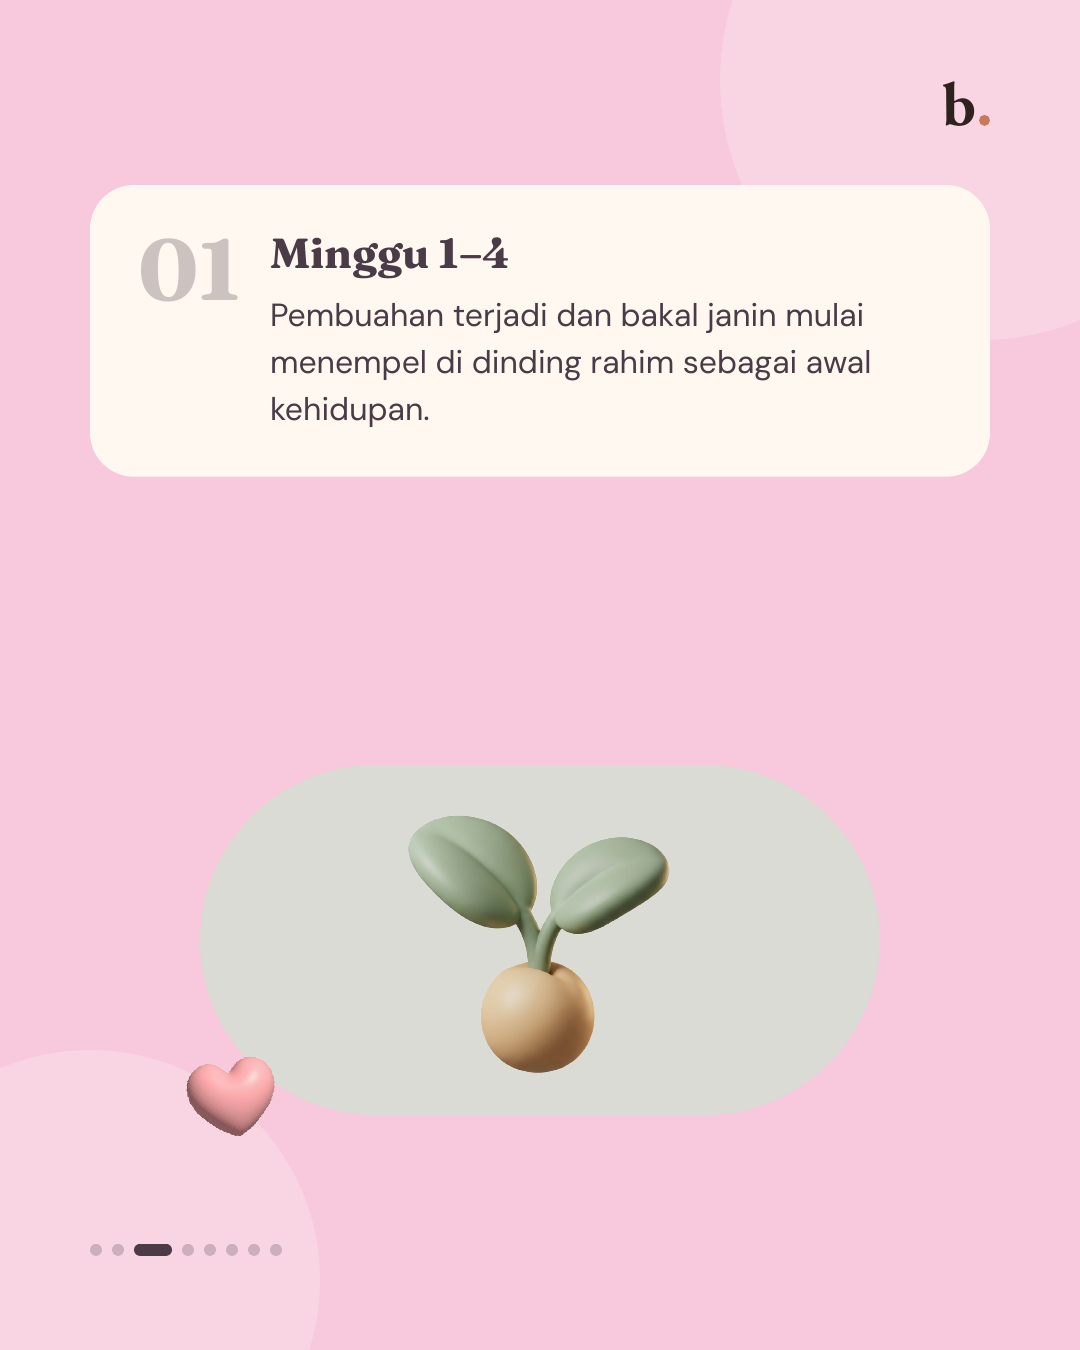 b.
01
Minggu 1–4
Pembuahan terjadi dan bakal janin mulai
menempel di dinding rahim sebagai awal
kehidupan.